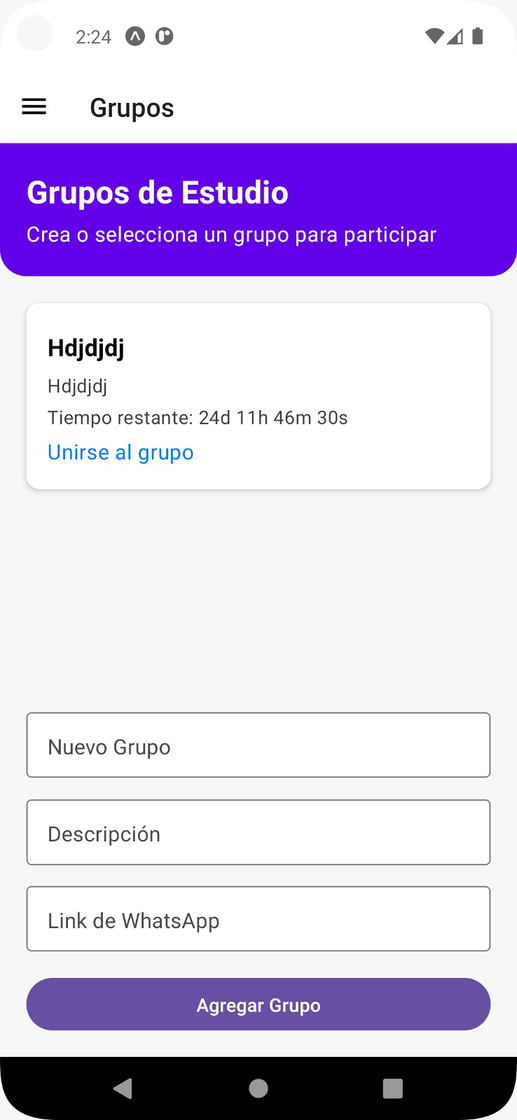 2:24
Grupos
Grupos de Estudio
Crea o selecciona un grupo para participar
Hdjdjdj
Hdjdjdj
Tiempo restante: 24d 11h 46m 30s
Unirse al grupo
Nuevo Grupo
Descripción
Link de WhatsApp
Agregar Grupo